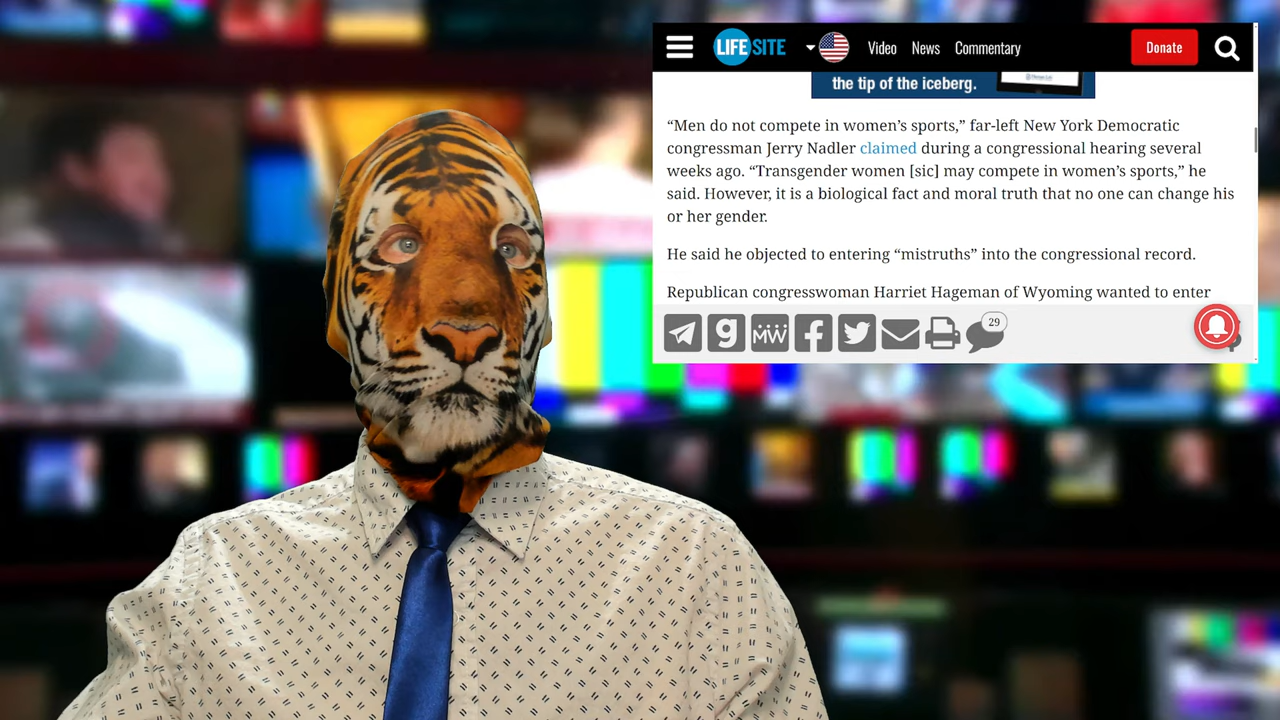 LIFE SITE
Video News Commentary
Donate
the tip of the iceberg.
“Men do not compete in women’s sports,” far-left New York Democratic
congressman Jerry Nadler claimed during a congressional hearing several
weeks ago. “Transgender women [sic] may compete in women’s sports,” he
said. However, it is a biological fact and moral truth that no one can change his
or her gender.
He said he objected to entering “mistruths” into the congressional record.
Republican congresswoman Harriet Hageman of Wyoming wanted to enter
g MW f 29